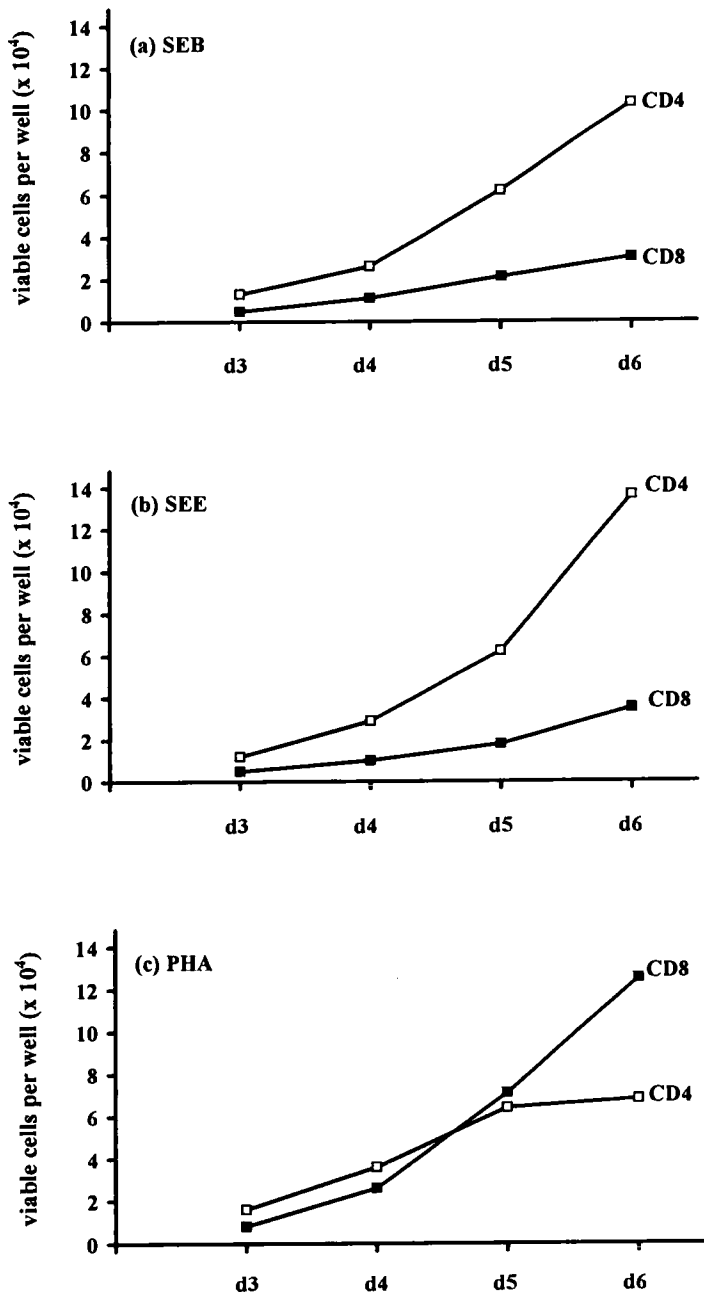 (a) SEB
viable cells per well (x 10⁴)
14
12
10
8
6
4
2
0
CD4
CD8
d3 d4 d5 d6
(b) SEE
viable cells per well (x 10⁴)
14
12
10
8
6
4
2
0
CD4
CD8
d3 d4 d5 d6
(c) PHA
viable cells per well (x 10⁴)
14
12
10
8
6
4
2
0
CD8
CD4
d3 d4 d5 d6